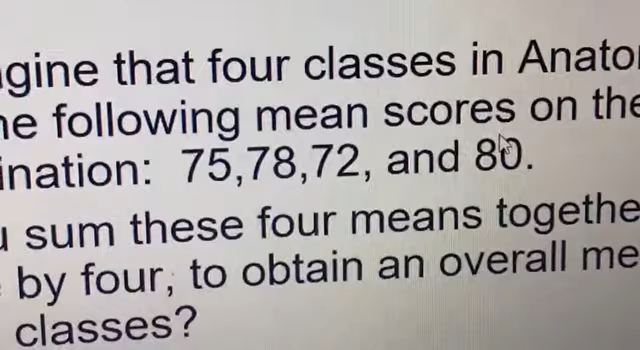 gine that four classes in Anato
he following mean scores on the
ination: 75,78,72, and 80.
sum these four means togethe
by four, to obtain an overall me
classes?